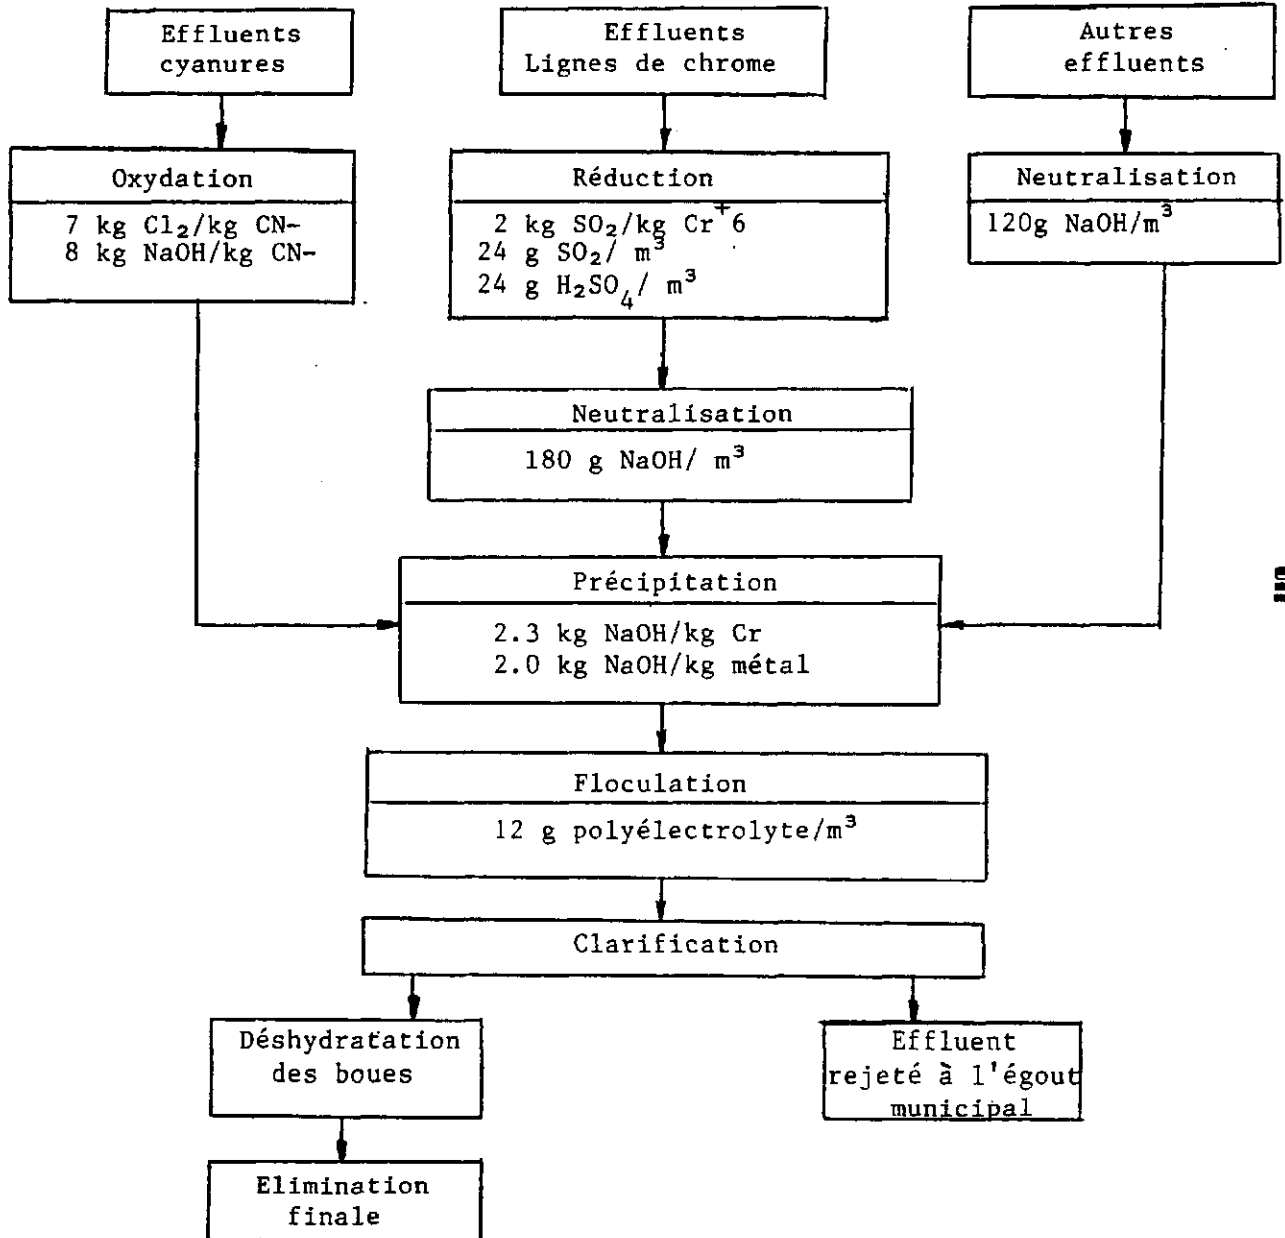 Effluents
cyanures
Effluents
Lignes de chrome
Autres
effluents
Oxydation
7 kg Cl₂/kg CN-
8 kg NaOH/kg CN-
Réduction
2 kg SO₂/kg Cr⁺6
24 g SO₂/ m³
24 g H₂SO₄/ m³
Neutralisation
120g NaOH/m³
Neutralisation
180 g NaOH/ m³
Précipitation
2.3 kg NaOH/kg Cr
2.0 kg NaOH/kg métal
Floculation
12 g polyélectrolyte/m³
Clarification
Déshydratation
des boues
Effluent
rejeté à l'égout
municipal
Elimination
finale